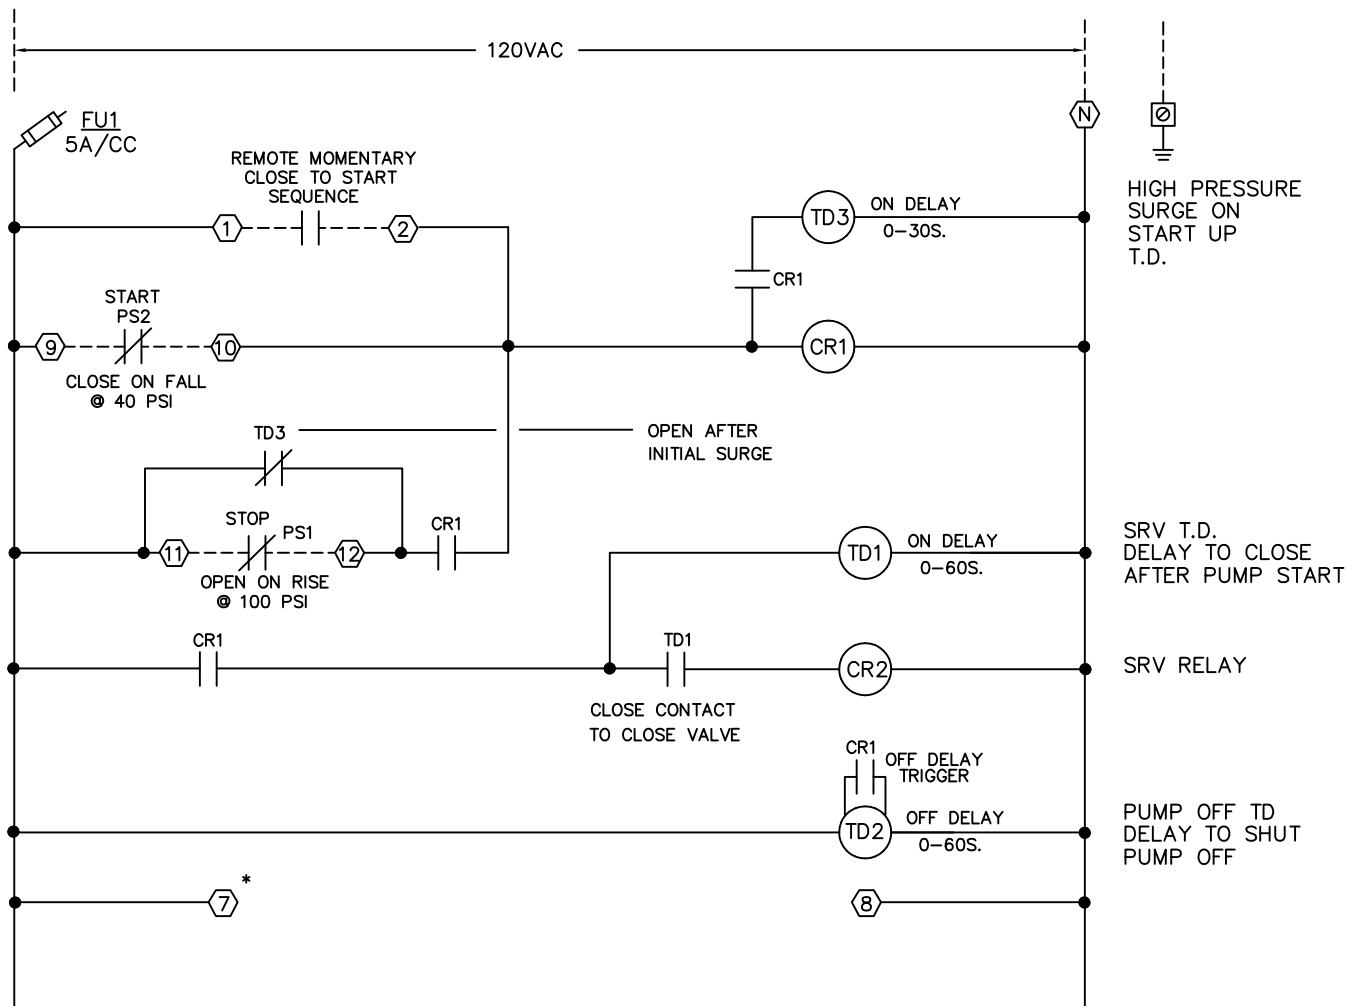 120VAC
FU1
5A/CC
N
REMOTE MOMENTARY
CLOSE TO START
SEQUENCE
1
2
TD3
ON DELAY
0-30S.
HIGH PRESSURE
SURGE ON
START UP
T.D.
CR1
START
PS2
9
10
CR1
CLOSE ON FALL
@ 40 PSI
TD3
OPEN AFTER
INITIAL SURGE
STOP
PS1
11
12
CR1
OPEN ON RISE
@ 100 PSI
TD1
ON DELAY
0-60S.
SRV T.D.
DELAY TO CLOSE
AFTER PUMP START
CR1
TD1
CR2
SRV RELAY
CLOSE CONTACT
TO CLOSE VALVE
CR1
OFF DELAY
TRIGGER
TD2
OFF DELAY
0-60S.
PUMP OFF TD
DELAY TO SHUT
PUMP OFF
7
*
8